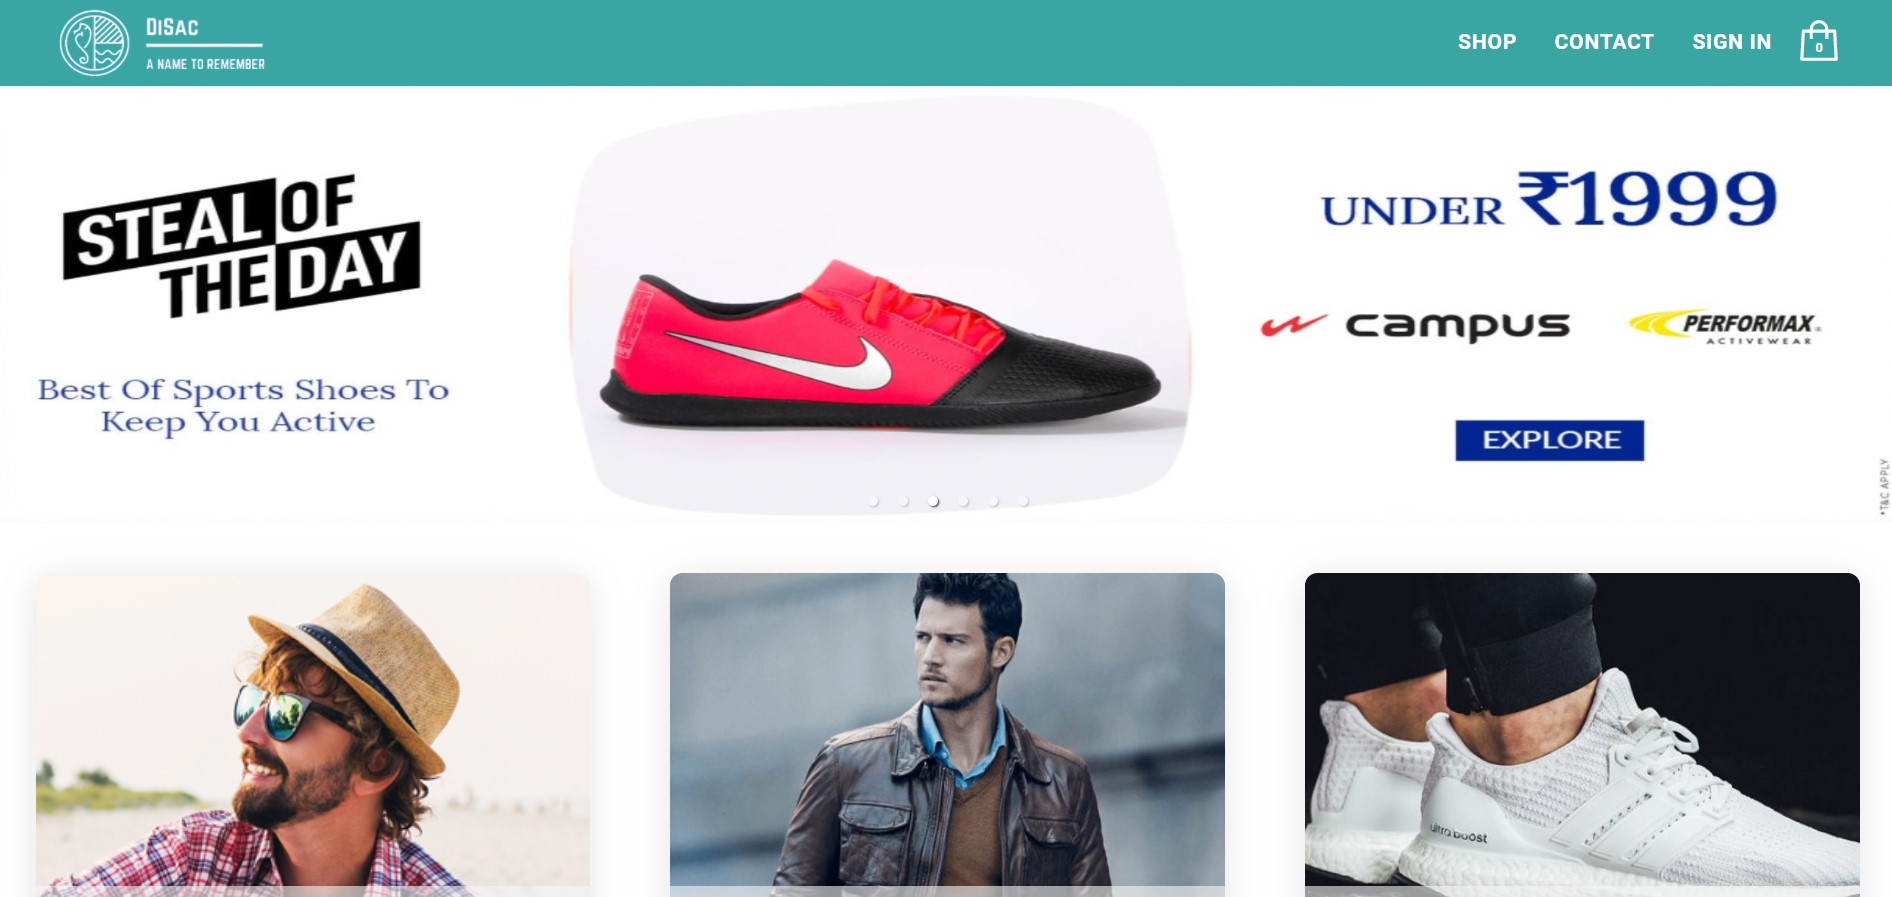 DiSac
A NAME TO REMEMBER
SHOP
CONTACT
SIGN IN
0
STEAL OF
THE DAY
Best Of Sports Shoes To
Keep You Active
UNDER ₹1999
campus
PERFORMAX
ACTIVEWEAR
EXPLORE
*T&C APPLY
ultra boost